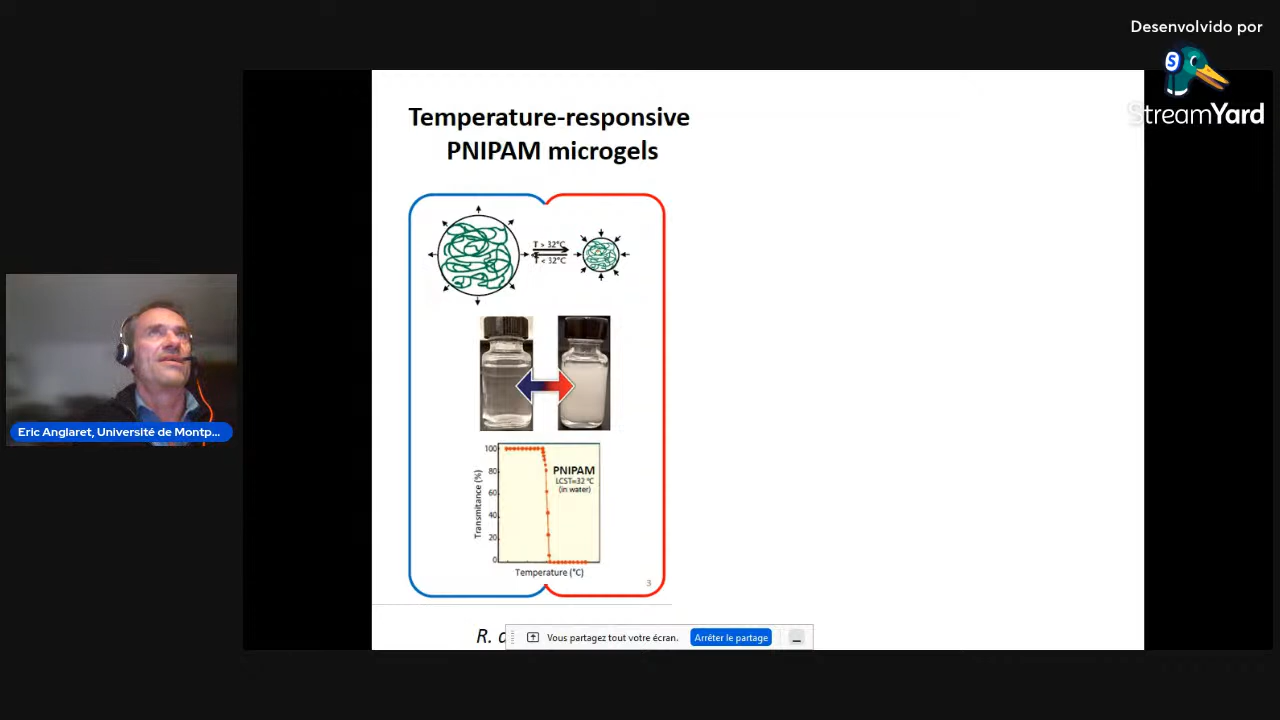 Desenvolvido por
StreamYard
Temperature-responsive
PNIPAM microgels
T > 32°C
T < 32°C
Eric Anglaret, Université de Montp...
100
80
60
40
20
0
Transmitance (%)
PNIPAM
LCST=32 °C
(in water)
Temperature (°C)
3
R.
Vous partagez tout votre écran.
Arrêter le partage